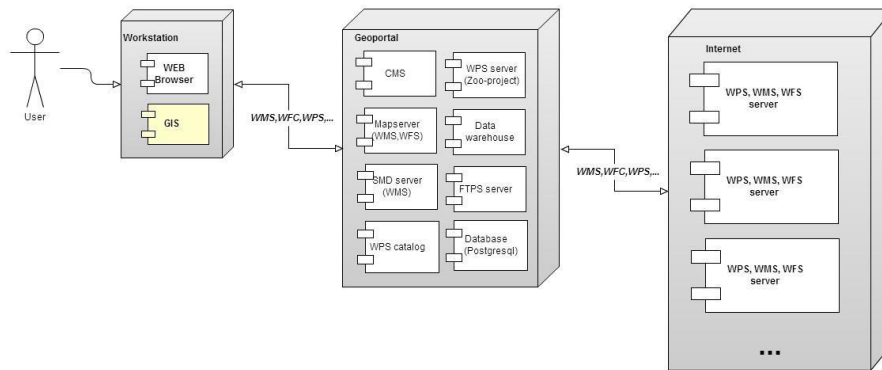 User
Workstation
WEB
Browser
GIS
WMS,WFC,WPS,...
Geoportal
CMS
WPS server
(Zoo-project)
Mapserver
(WMS,WFS)
Data
warehouse
SMD server
(WMS)
FTPS server
WPS catalog
Database
(Postgresql)
WMS,WFC,WPS,...
Internet
WPS, WMS, WFS
server
WPS, WMS, WFS
server
WPS, WMS, WFS
server
...